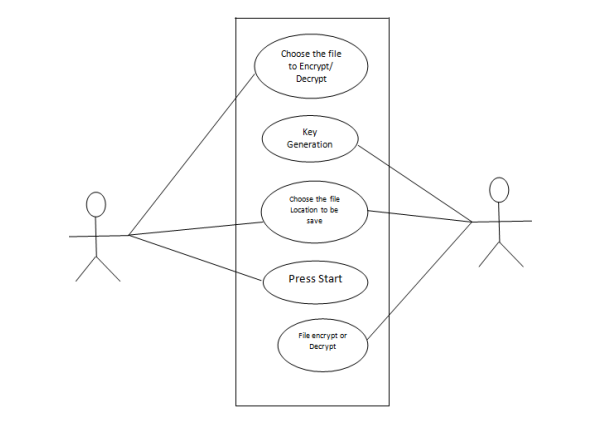 Choose the file
to Encrypt/
Decrypt
Key
Generation
Choose the file
Location to be
save
Press Start
File encrypt or
Decrypt